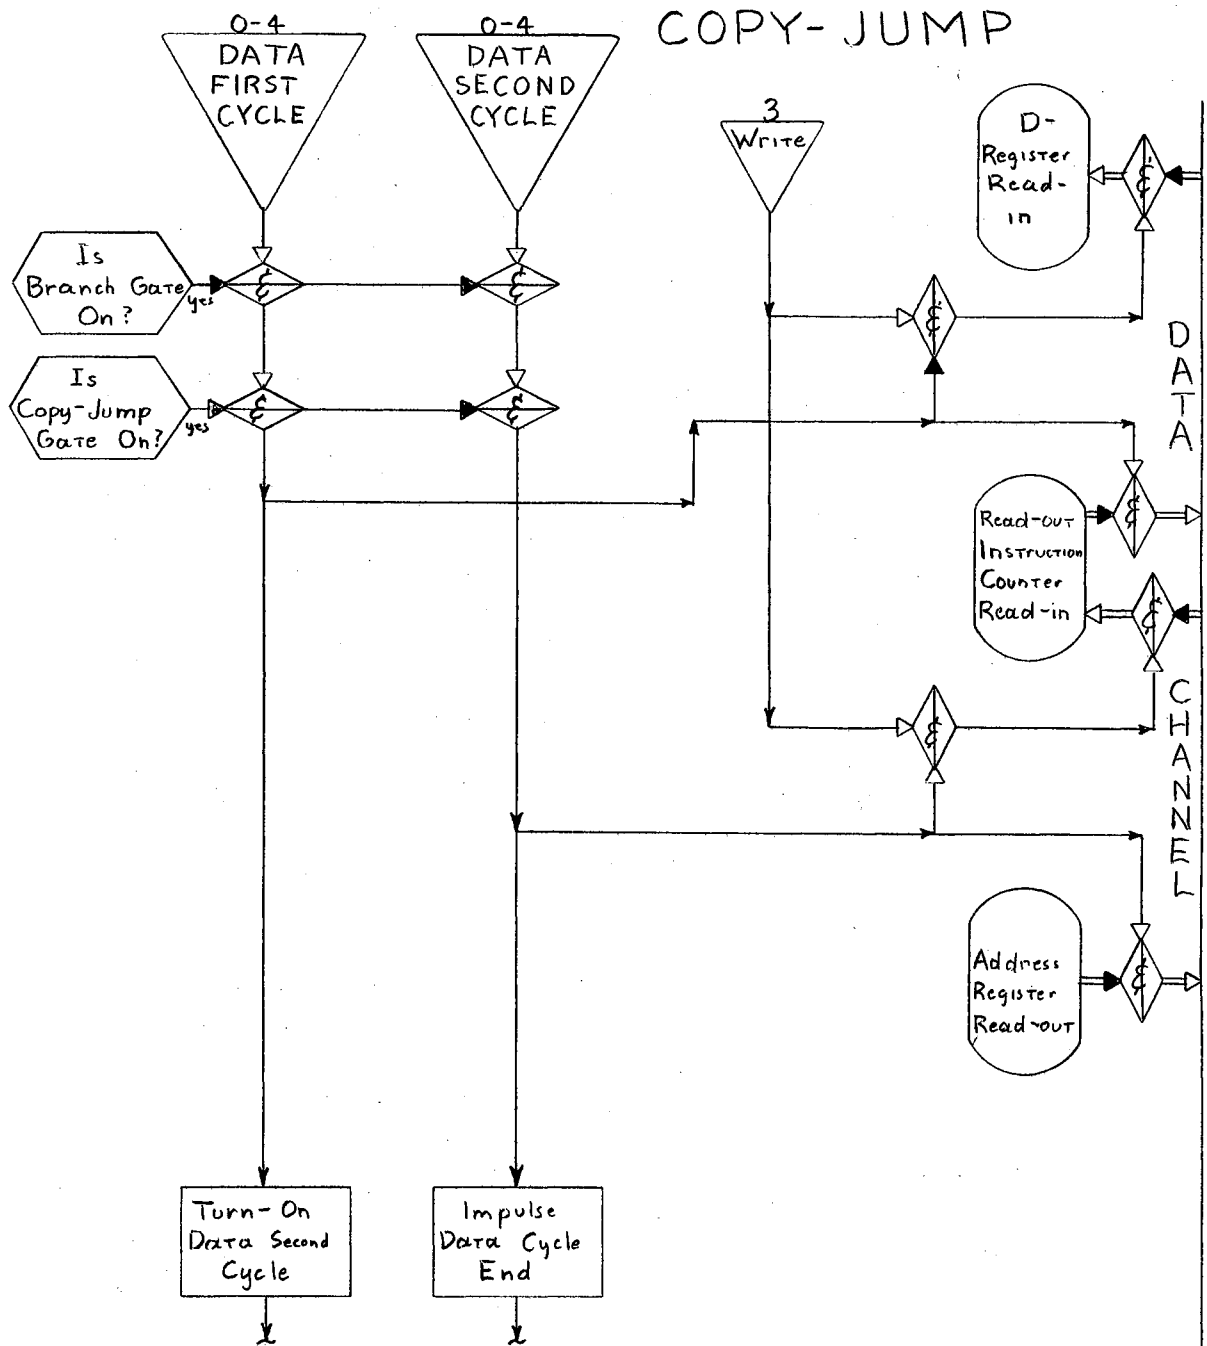 COPY-JUMP
0-4
DATA
FIRST
CYCLE
0-4
DATA
SECOND
CYCLE
3
Write
D-
Register
Read-
in
&
Is
Branch Gate
On?
yes
&
&
&
Is
Copy-Jump
Gate On?
yes
&
&
DATA
CHANNEL
Read-out
Instruction
Counter
Read-in
&
&
&
Address
Register
Read-out
&
Turn-On
Data Second
Cycle
Impulse
Data Cycle
End